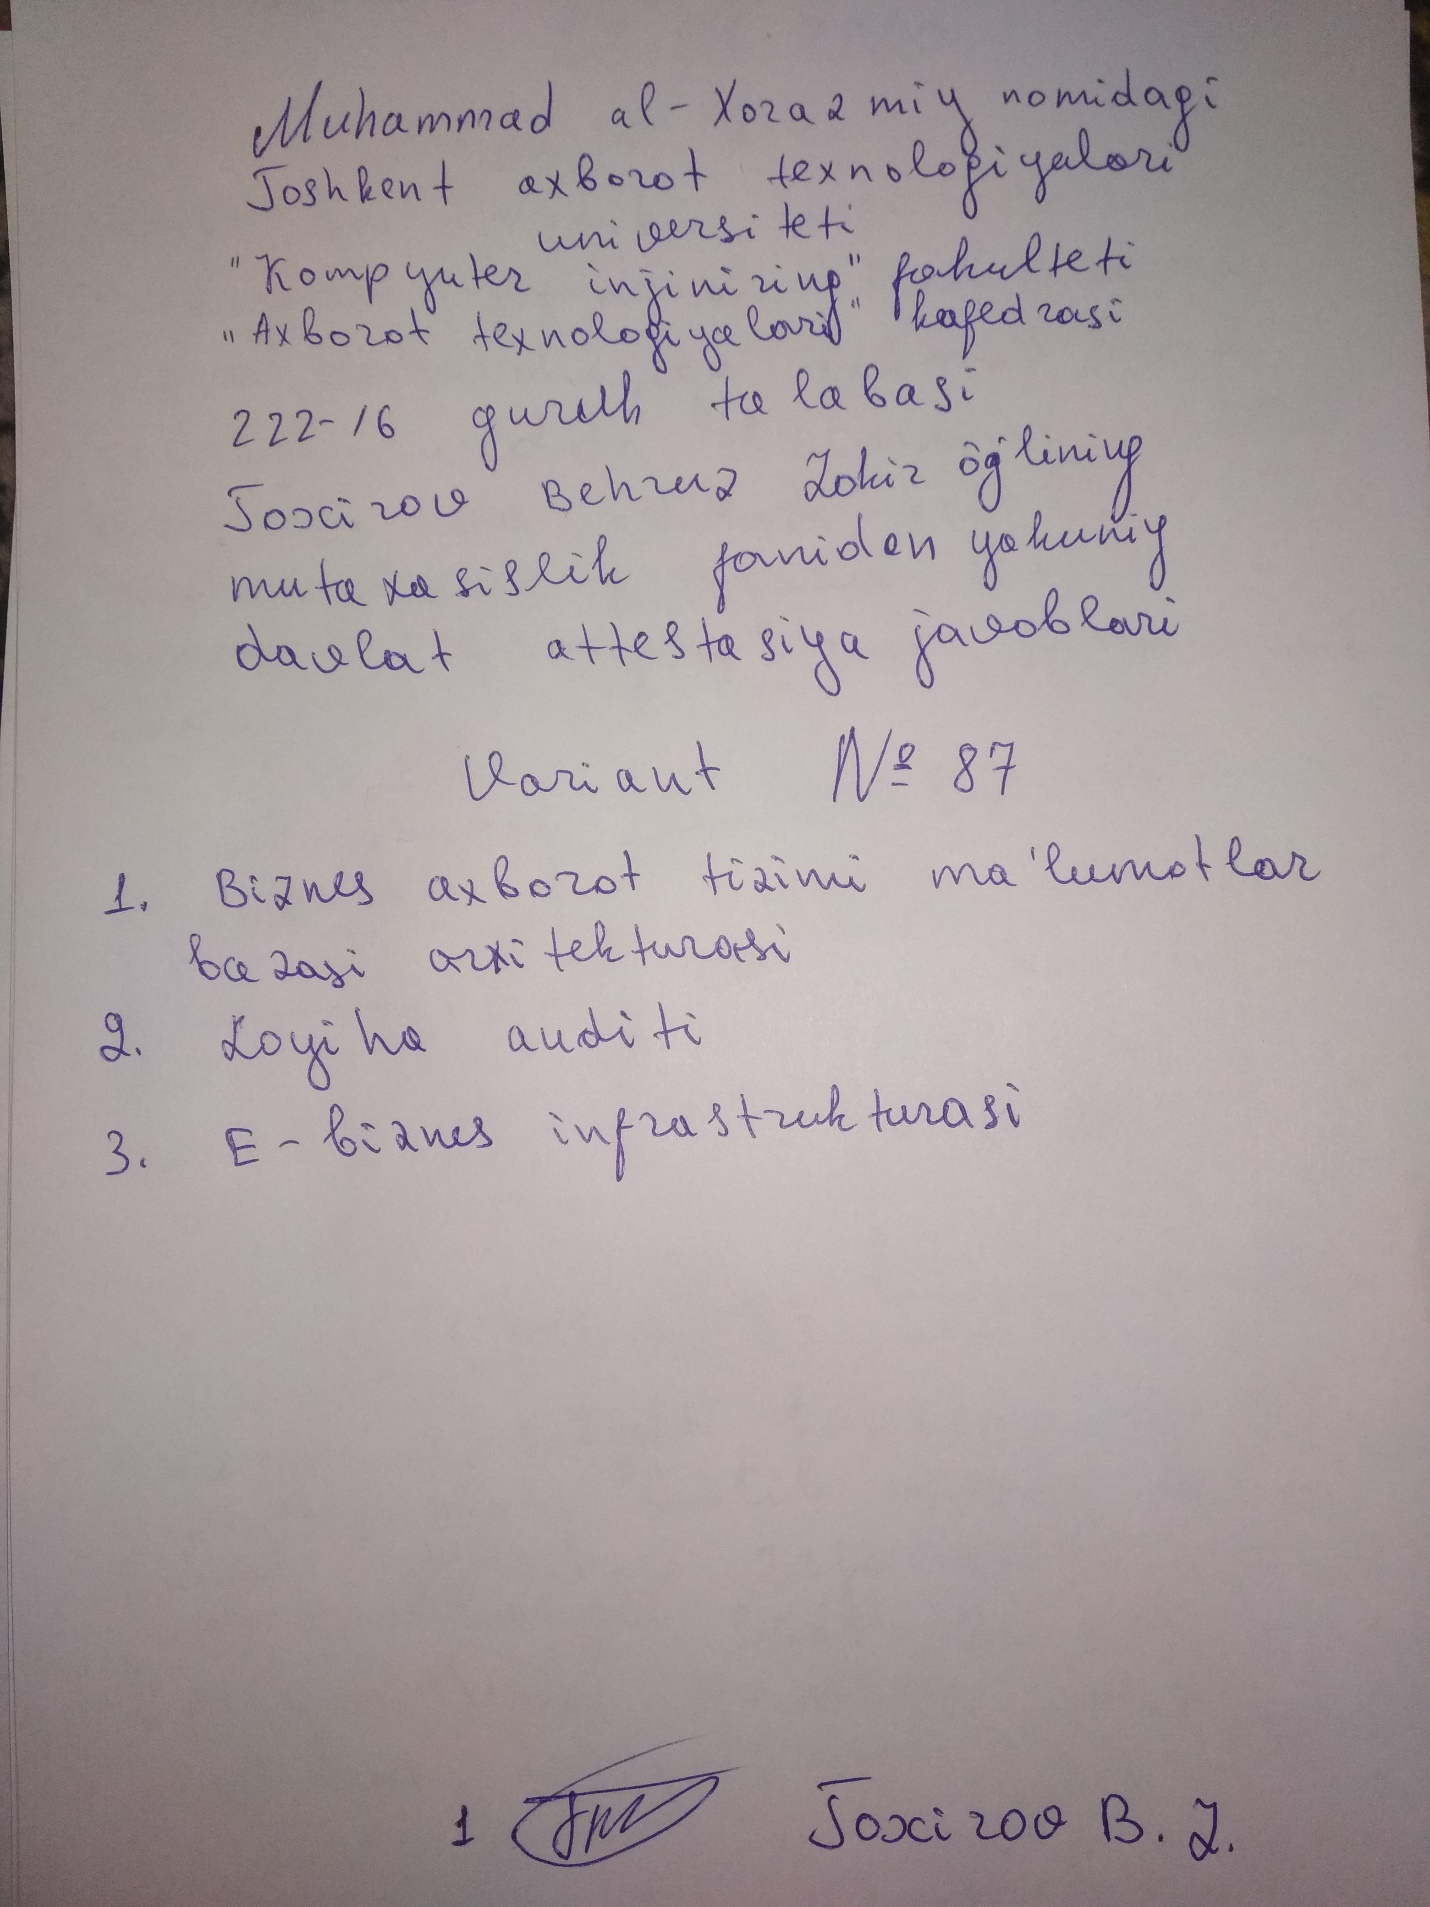 Muhammad al-Xorazmiy nomidagi
Toshkent axborot texnologiyalari
universiteti
"Kompyuter injiniring" fakulteti
"Axborot texnologiyalari" kafedrasi
222-16 guruh talabasi
Toxirov Behruz Zokir o'g'lining
mutaxasislik faniden yakuniy
davlat attestasiya javoblari
Variant № 87
1. Biznes axborot tizimi ma'lumotlar
bazasi arxitekturasi
2. Loyiha auditi
3. E-biznes infrastrukturasi
1 Toxirov B. Z.